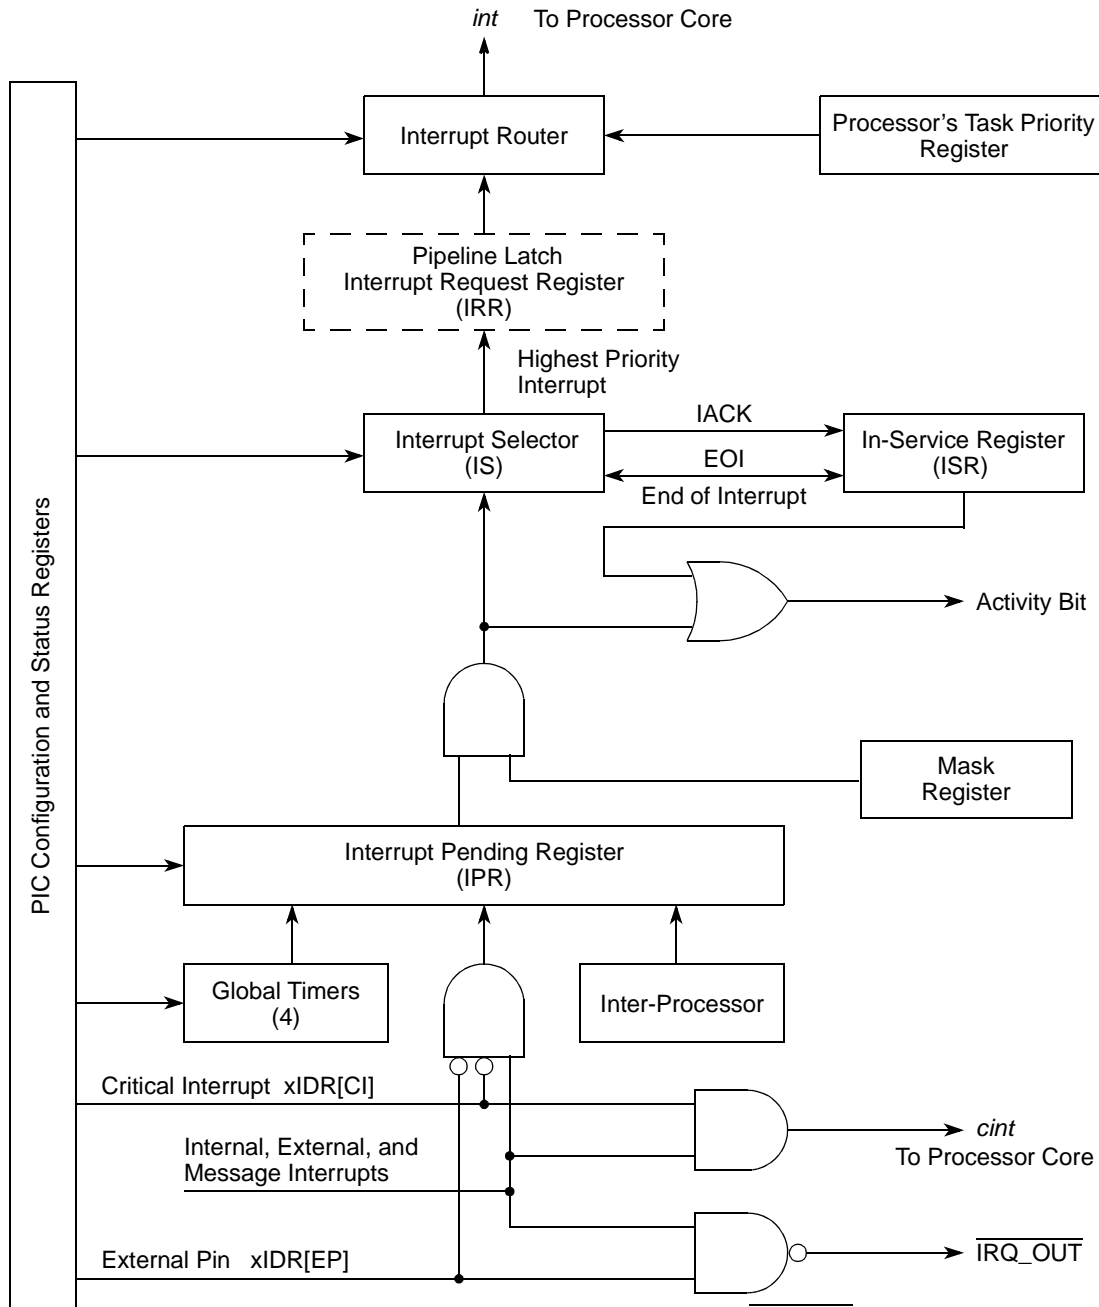 int To Processor Core
Interrupt Router
Processor's Task Priority
Register
Pipeline Latch
Interrupt Request Register
(IRR)
Highest Priority
Interrupt
Interrupt Selector
(IS)
IACK
EOI
End of Interrupt
In-Service Register
(ISR)
Activity Bit
PIC Configuration and Status Registers
Mask
Register
Interrupt Pending Register
(IPR)
Global Timers
(4)
Inter-Processor
Critical Interrupt xIDR[CI]
Internal, External, and
Message Interrupts
cint
To Processor Core
External Pin xIDR[EP]
IRQ_OUT